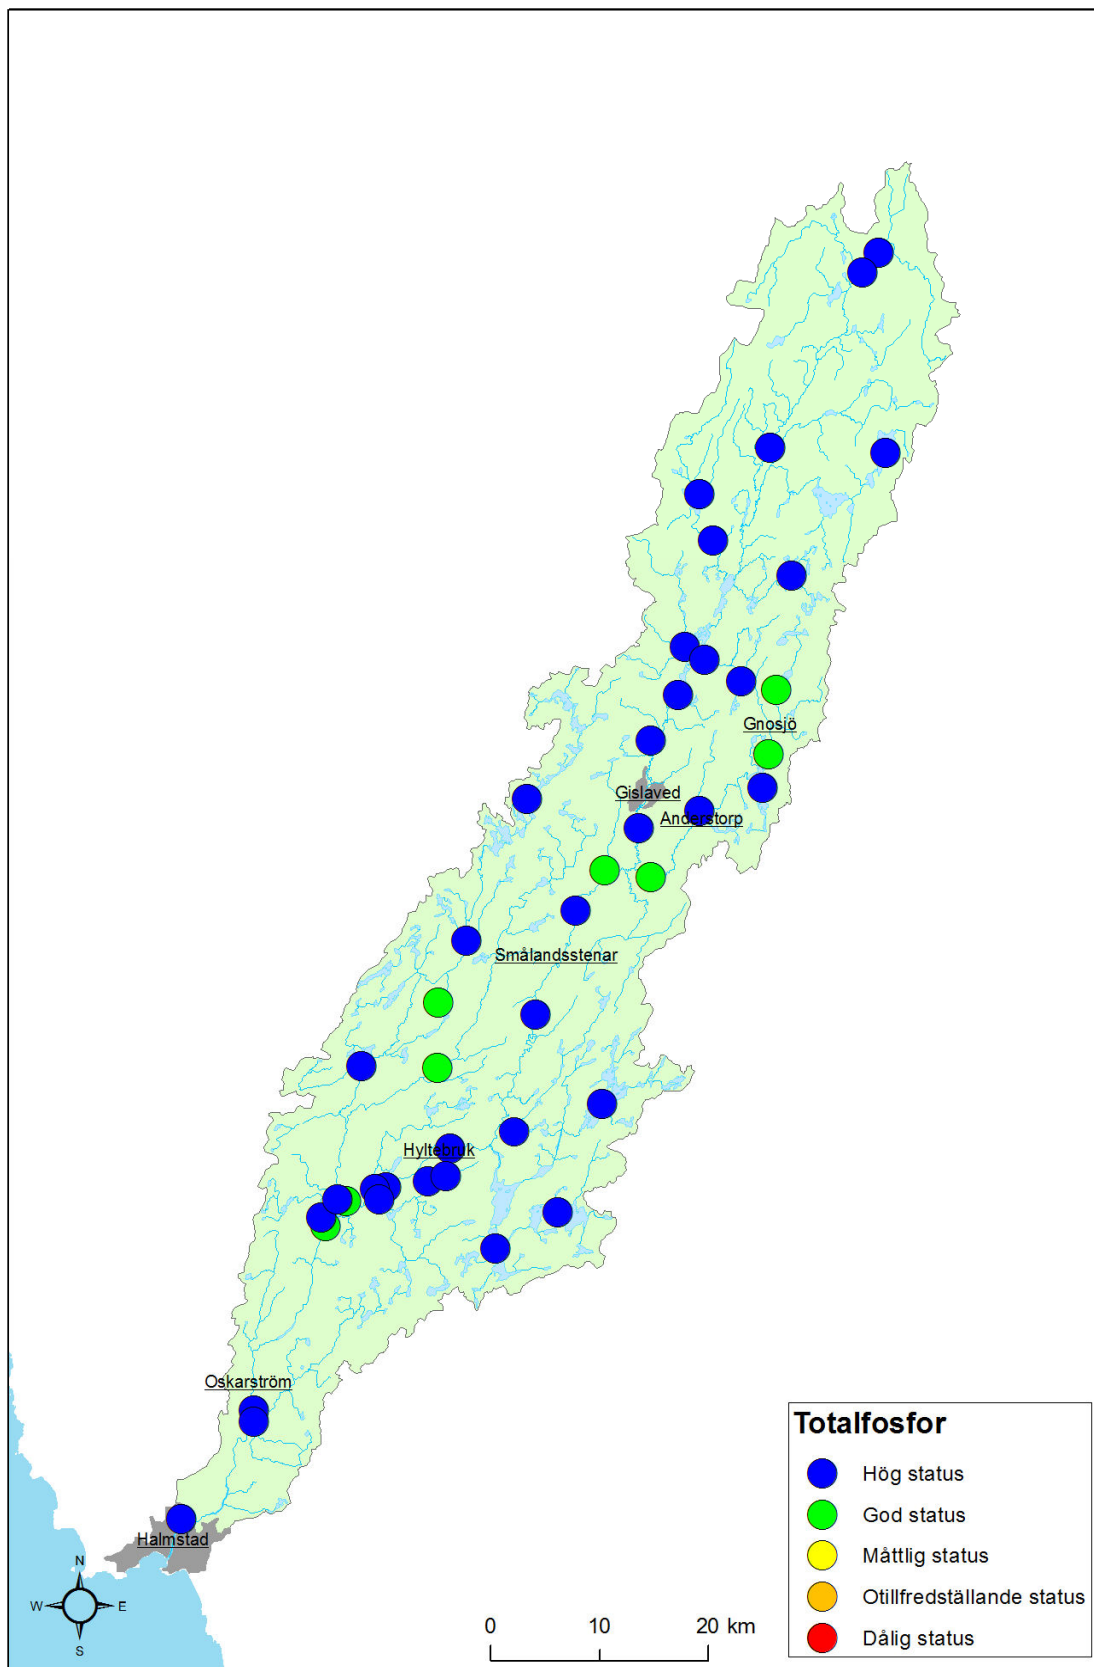 Gnosjö
Gislaved
Anderstorp
Smålandsstenar
Hyltebruk
Oskarström
Halmstad
N
W
E
S
0
10
20 km
Totalfosfor
Hög status
God status
Måttlig status
Otillfredställande status
Dålig status